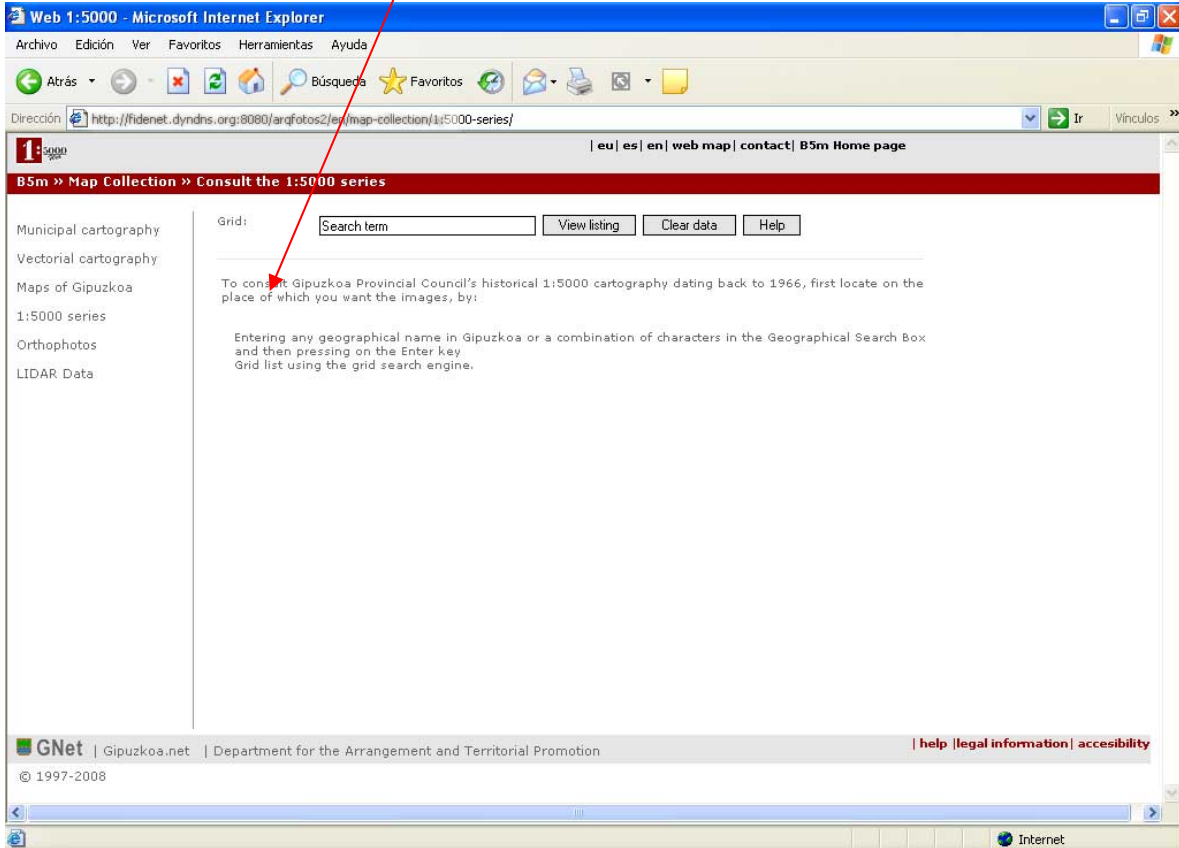 Web 1:5000 - Microsoft Internet Explorer
Archivo Edición Ver Favoritos Herramientas Ayuda
Atrás Búsqueda Favoritos
Dirección http://fidenet.dyndns.org:8080/arqfotos2/en/map-collection/1:5000-series/ Ir Vínculos »
1:5000
| eu| es| en| web map| contact| B5m Home page
B5m » Map Collection » Consult the 1:5000 series
Grid: Search term View listing Clear data Help
Municipal cartography
Vectorial cartography
Maps of Gipuzkoa
1:5000 series
Orthophotos
LIDAR Data
To consult Gipuzkoa Provincial Council's historical 1:5000 cartography dating back to 1966, first locate on the
place of which you want the images, by:
Entering any geographical name in Gipuzkoa or a combination of characters in the Geographical Search Box
and then pressing on the Enter key
Grid list using the grid search engine.
GNet | Gipuzkoa.net | Department for the Arrangement and Territorial Promotion
| help |legal information| accesibility
© 1997-2008
Internet